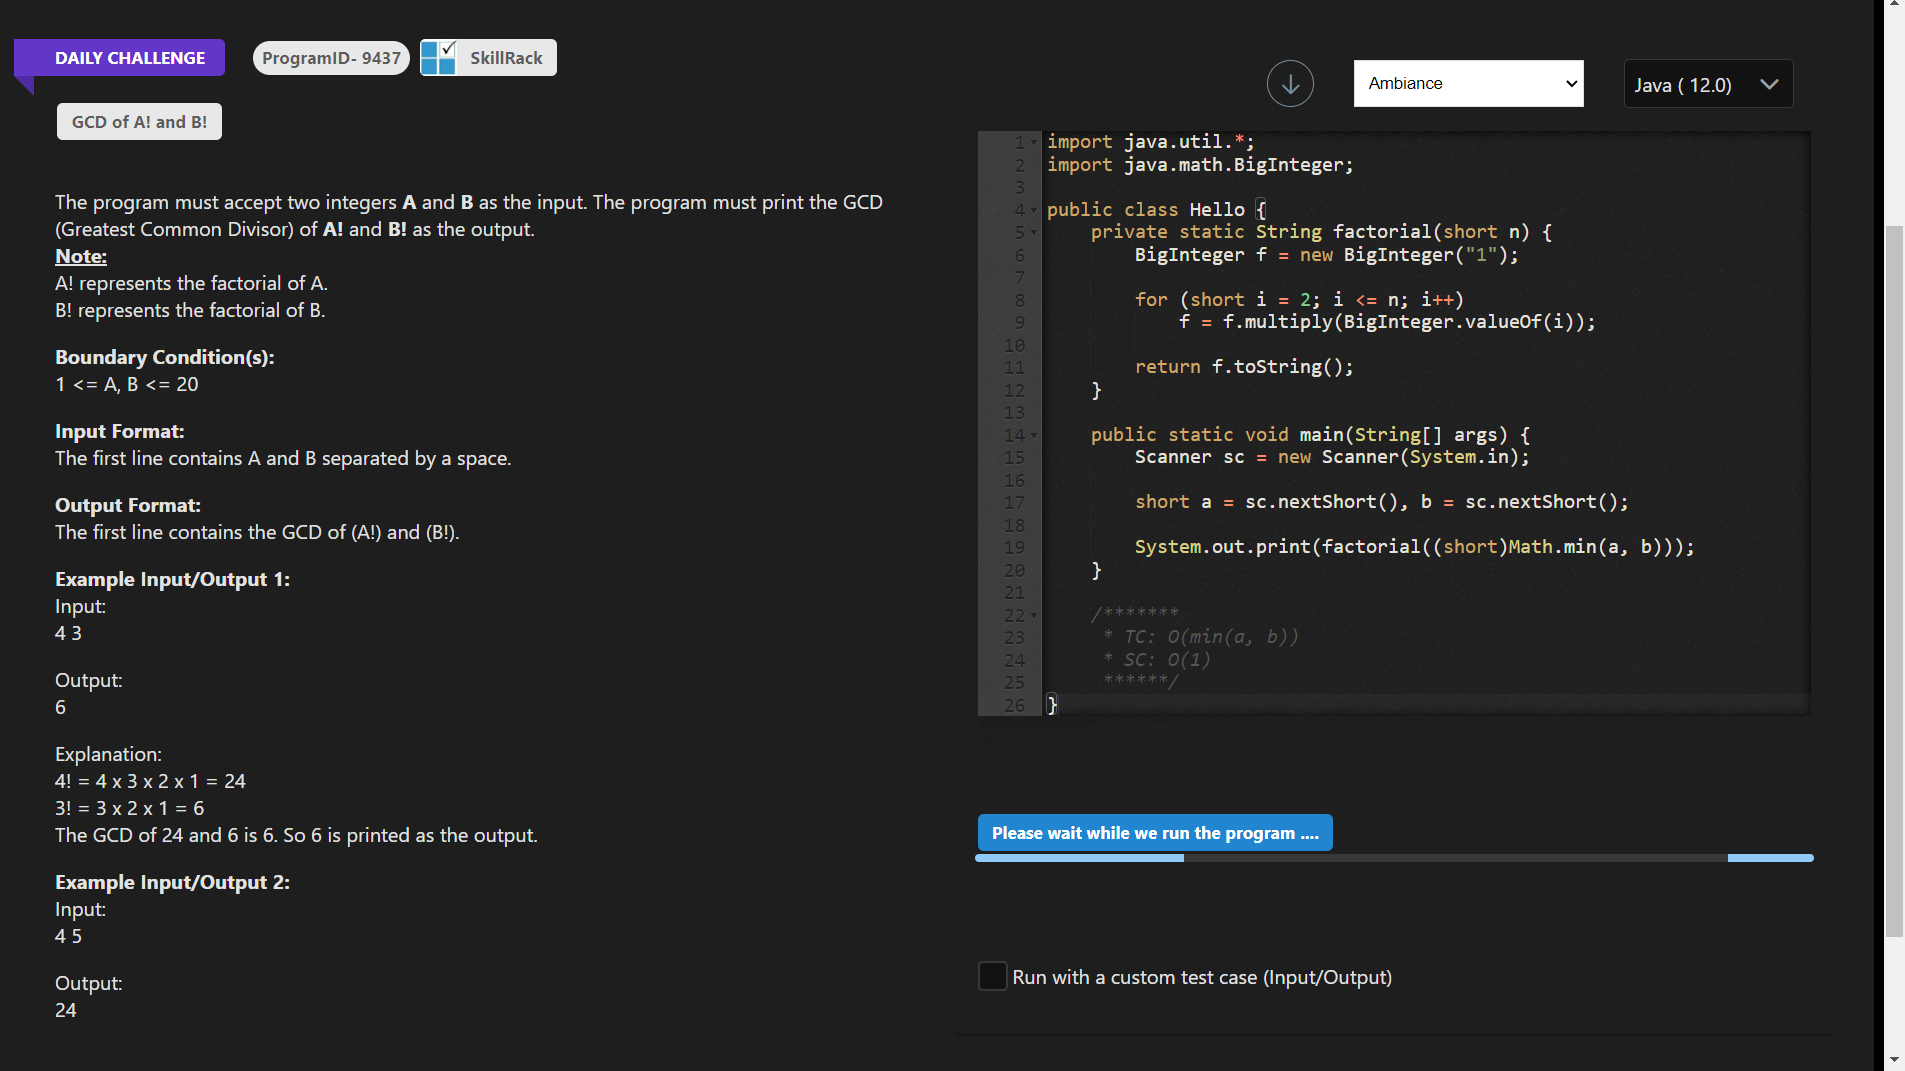 DAILY CHALLENGE
ProgramID- 9437
SkillRack
GCD of A! and B!
The program must accept two integers A and B as the input. The program must print the GCD
(Greatest Common Divisor) of A! and B! as the output.
Note:
A! represents the factorial of A.
B! represents the factorial of B.
Boundary Condition(s):
1 <= A, B <= 20
Input Format:
The first line contains A and B separated by a space.
Output Format:
The first line contains the GCD of (A!) and (B!).
Example Input/Output 1:
Input:
4 3
Output:
6
Explanation:
4! = 4 x 3 x 2 x 1 = 24
3! = 3 x 2 x 1 = 6
The GCD of 24 and 6 is 6. So 6 is printed as the output.
Example Input/Output 2:
Input:
4 5
Output:
24
Ambiance
Java ( 12.0)
1 import java.util.*;
2 import java.math.BigInteger;
3
4 public class Hello {
5     private static String factorial(short n) {
6         BigInteger f = new BigInteger("1");
7
8         for (short i = 2; i <= n; i++)
9             f = f.multiply(BigInteger.valueOf(i));
10
11         return f.toString();
12     }
13
14     public static void main(String[] args) {
15         Scanner sc = new Scanner(System.in);
16
17         short a = sc.nextShort(), b = sc.nextShort();
18
19         System.out.print(factorial((short)Math.min(a, b)));
20     }
21
22     /*******
23      * TC: O(min(a, b))
24      * SC: O(1)
25      ******/
26 }
Please wait while we run the program ....
Run with a custom test case (Input/Output)